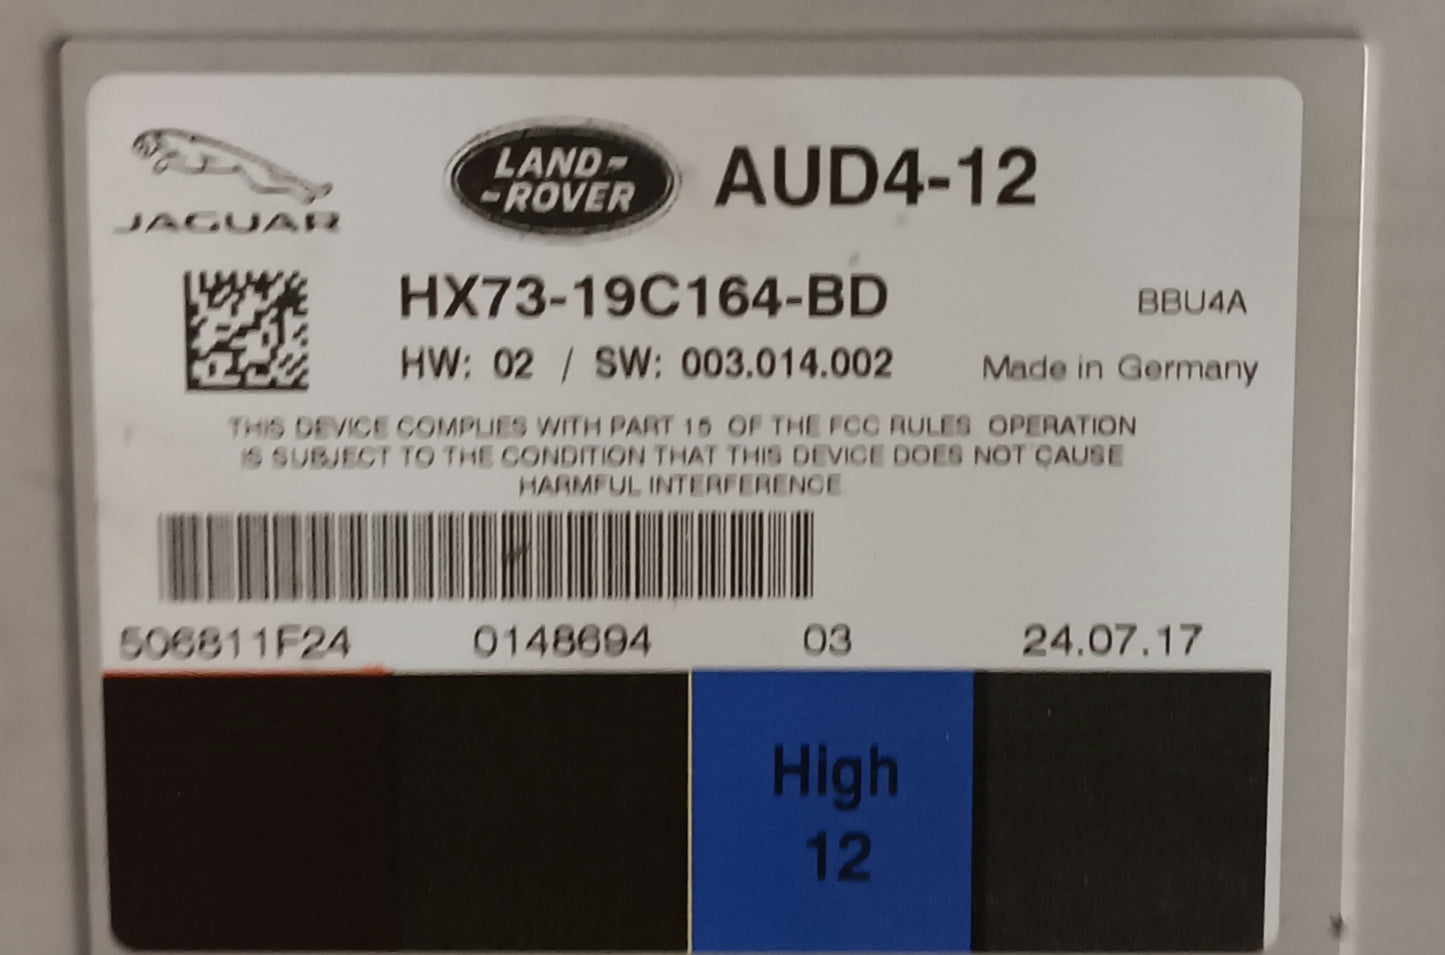 LAND-
-ROVER
AUD4-12
JAGUAR
HX73-19C164-BD
BBU4A
HW: 02 / SW: 003.014.002
Made in Germany
THIS DEVICE COMPLIES WITH PART 15 OF THE FCC RULES OPERATION
IS SUBJECT TO THE CONDITION THAT THIS DEVICE DOES NOT CAUSE
HARMFUL INTERFERENCE
506811F24 0148694 03 24.07.17
High
12